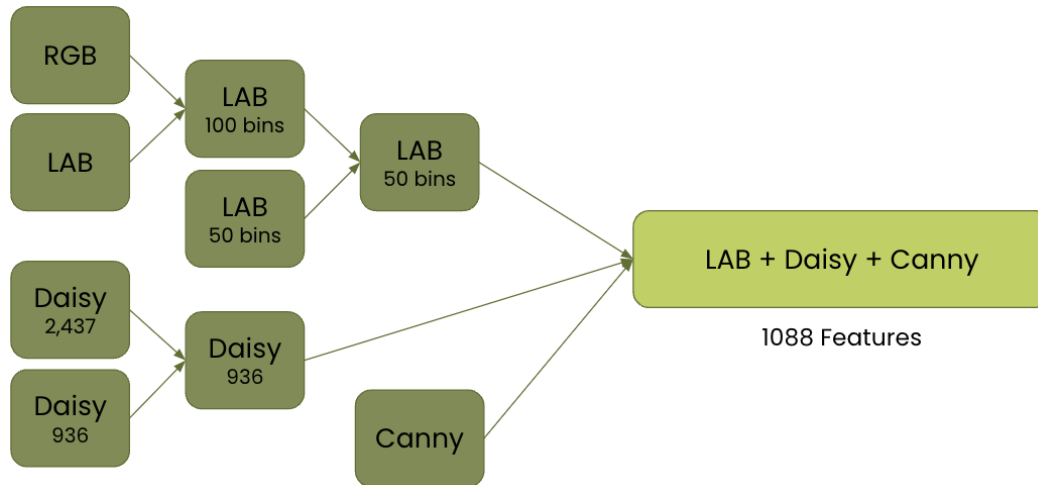 RGB
LAB
LAB
100 bins
LAB
50 bins
LAB
50 bins
Daisy
2,437
Daisy
936
Daisy
936
Canny
LAB + Daisy + Canny
1088 Features